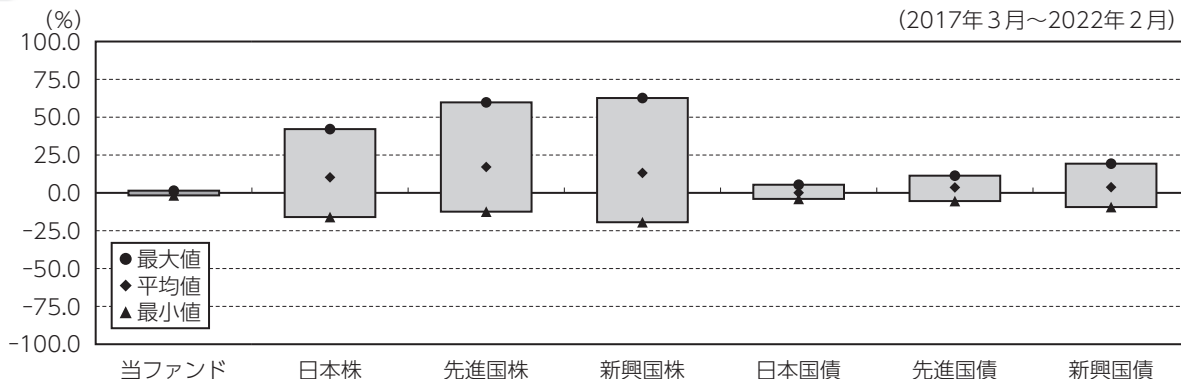 (%)
(2017年3月～2022年2月)
100.0
75.0
50.0
25.0
0.0
-25.0
-50.0
-75.0
-100.0
●最大値
◆平均値
▲最小値
当ファンド 日本株 先進国株 新興国株 日本国債 先進国債 新興国債